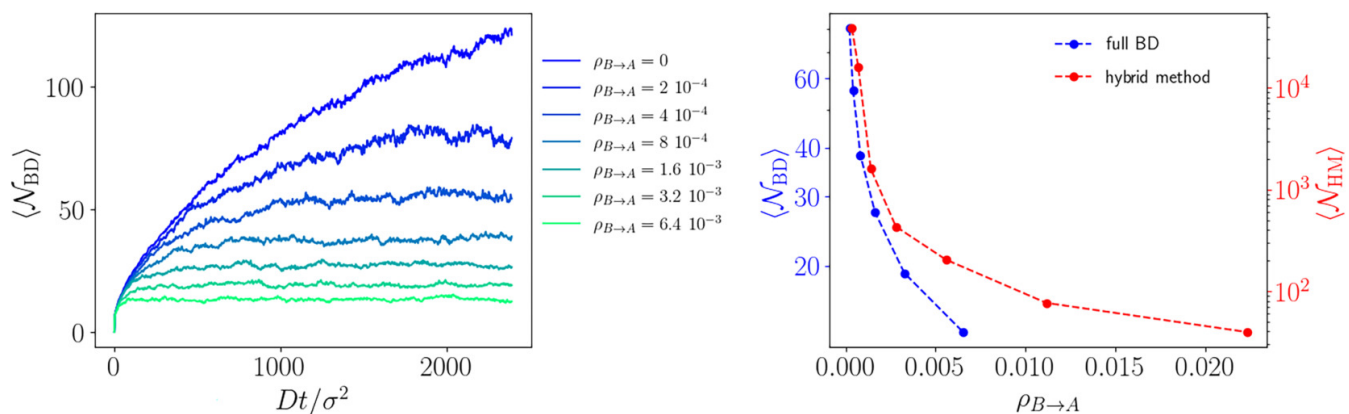 100
50
0
⟨𝒩_BD⟩
0
1000
2000
Dt/σ²
ρ_{B→A} = 0
ρ_{B→A} = 2 10⁻⁴
ρ_{B→A} = 4 10⁻⁴
ρ_{B→A} = 8 10⁻⁴
ρ_{B→A} = 1.6 10⁻³
ρ_{B→A} = 3.2 10⁻³
ρ_{B→A} = 6.4 10⁻³
60
40
30
20
⟨𝒩_BD⟩
full BD
hybrid method
10⁴
10³
10²
⟨𝒩_HM⟩
0.000
0.005
0.010
0.015
0.020
ρ_{B→A}